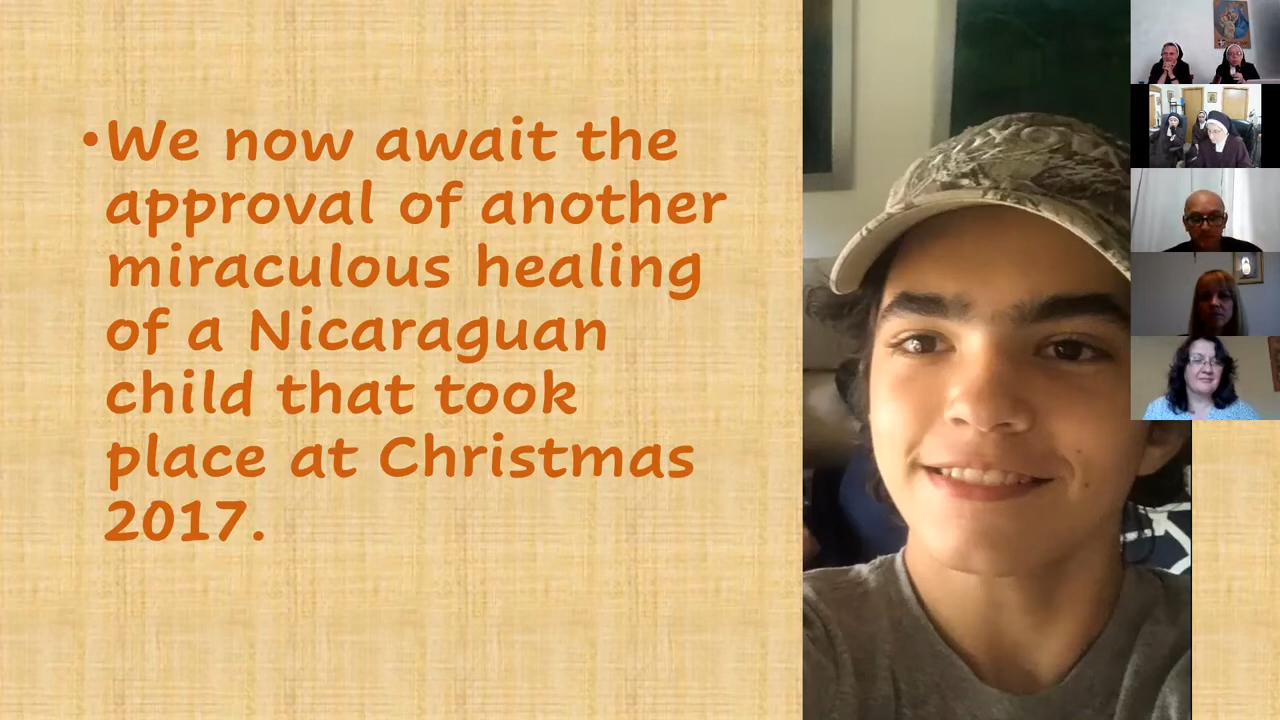 •We now await the
approval of another
miraculous healing
of a Nicaraguan
child that took
place at Christmas
2017.